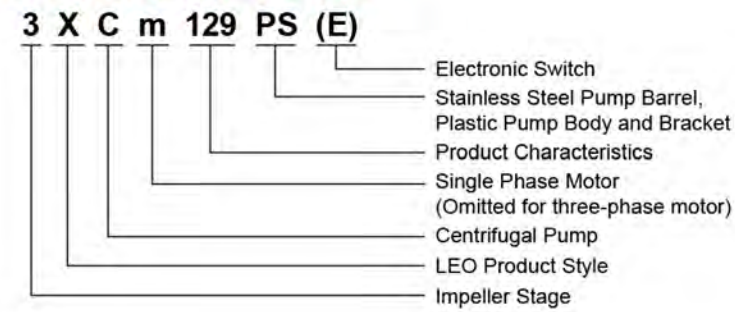 3 X C m 129 PS (E)
Electronic Switch
Stainless Steel Pump Barrel,
Plastic Pump Body and Bracket
Product Characteristics
Single Phase Motor
(Omitted for three-phase motor)
Centrifugal Pump
LEO Product Style
Impeller Stage